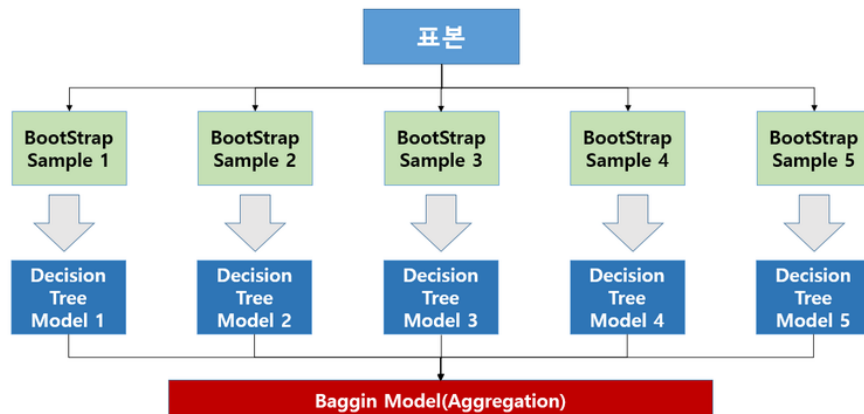 표본
BootStrap
Sample 1
BootStrap
Sample 2
BootStrap
Sample 3
BootStrap
Sample 4
BootStrap
Sample 5
Decision
Tree
Model 1
Decision
Tree
Model 2
Decision
Tree
Model 3
Decision
Tree
Model 4
Decision
Tree
Model 5
Baggin Model(Aggregation)